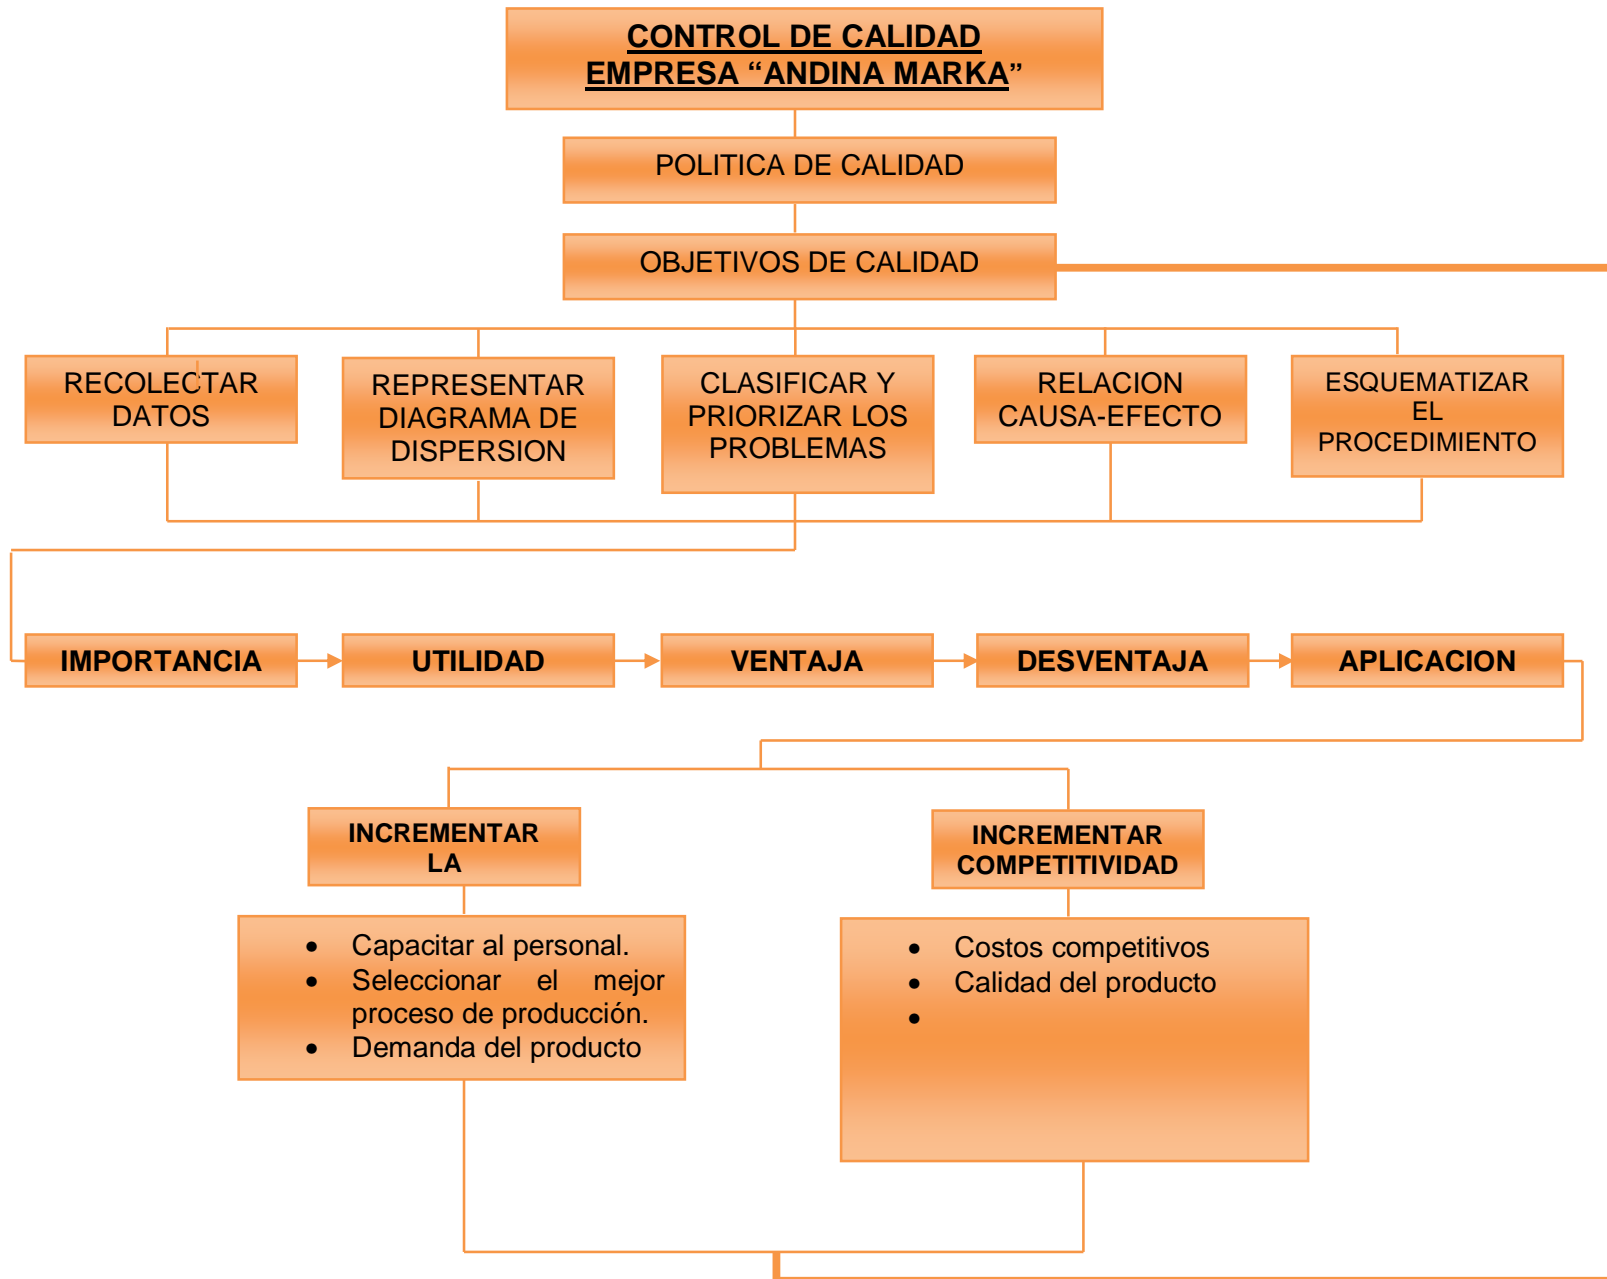 CONTROL DE CALIDAD
EMPRESA “ANDINA MARKA”
POLITICA DE CALIDAD
OBJETIVOS DE CALIDAD
RECOLECTAR
DATOS
REPRESENTAR
DIAGRAMA DE
DISPERSION
CLASIFICAR Y
PRIORIZAR LOS
PROBLEMAS
RELACION
CAUSA-EFECTO
ESQUEMATIZAR
EL
PROCEDIMIENTO
IMPORTANCIA
UTILIDAD
VENTAJA
DESVENTAJA
APLICACION
INCREMENTAR
LA
INCREMENTAR
COMPETITIVIDAD
• Capacitar al personal.
• Seleccionar el mejor
proceso de producción.
• Demanda del producto
• Costos competitivos
• Calidad del producto
•